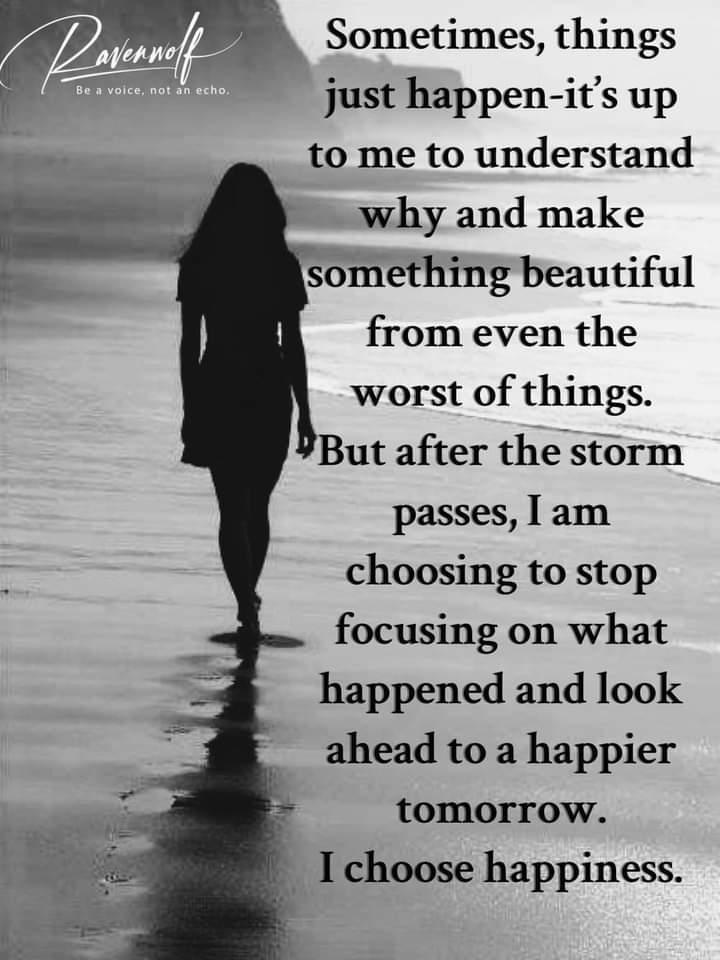 Ravenwolf
Be a voice, not an echo.
Sometimes, things
just happen-it’s up
to me to understand
why and make
something beautiful
from even the
worst of things.
But after the storm
passes, I am
choosing to stop
focusing on what
happened and look
ahead to a happier
tomorrow.
I choose happiness.